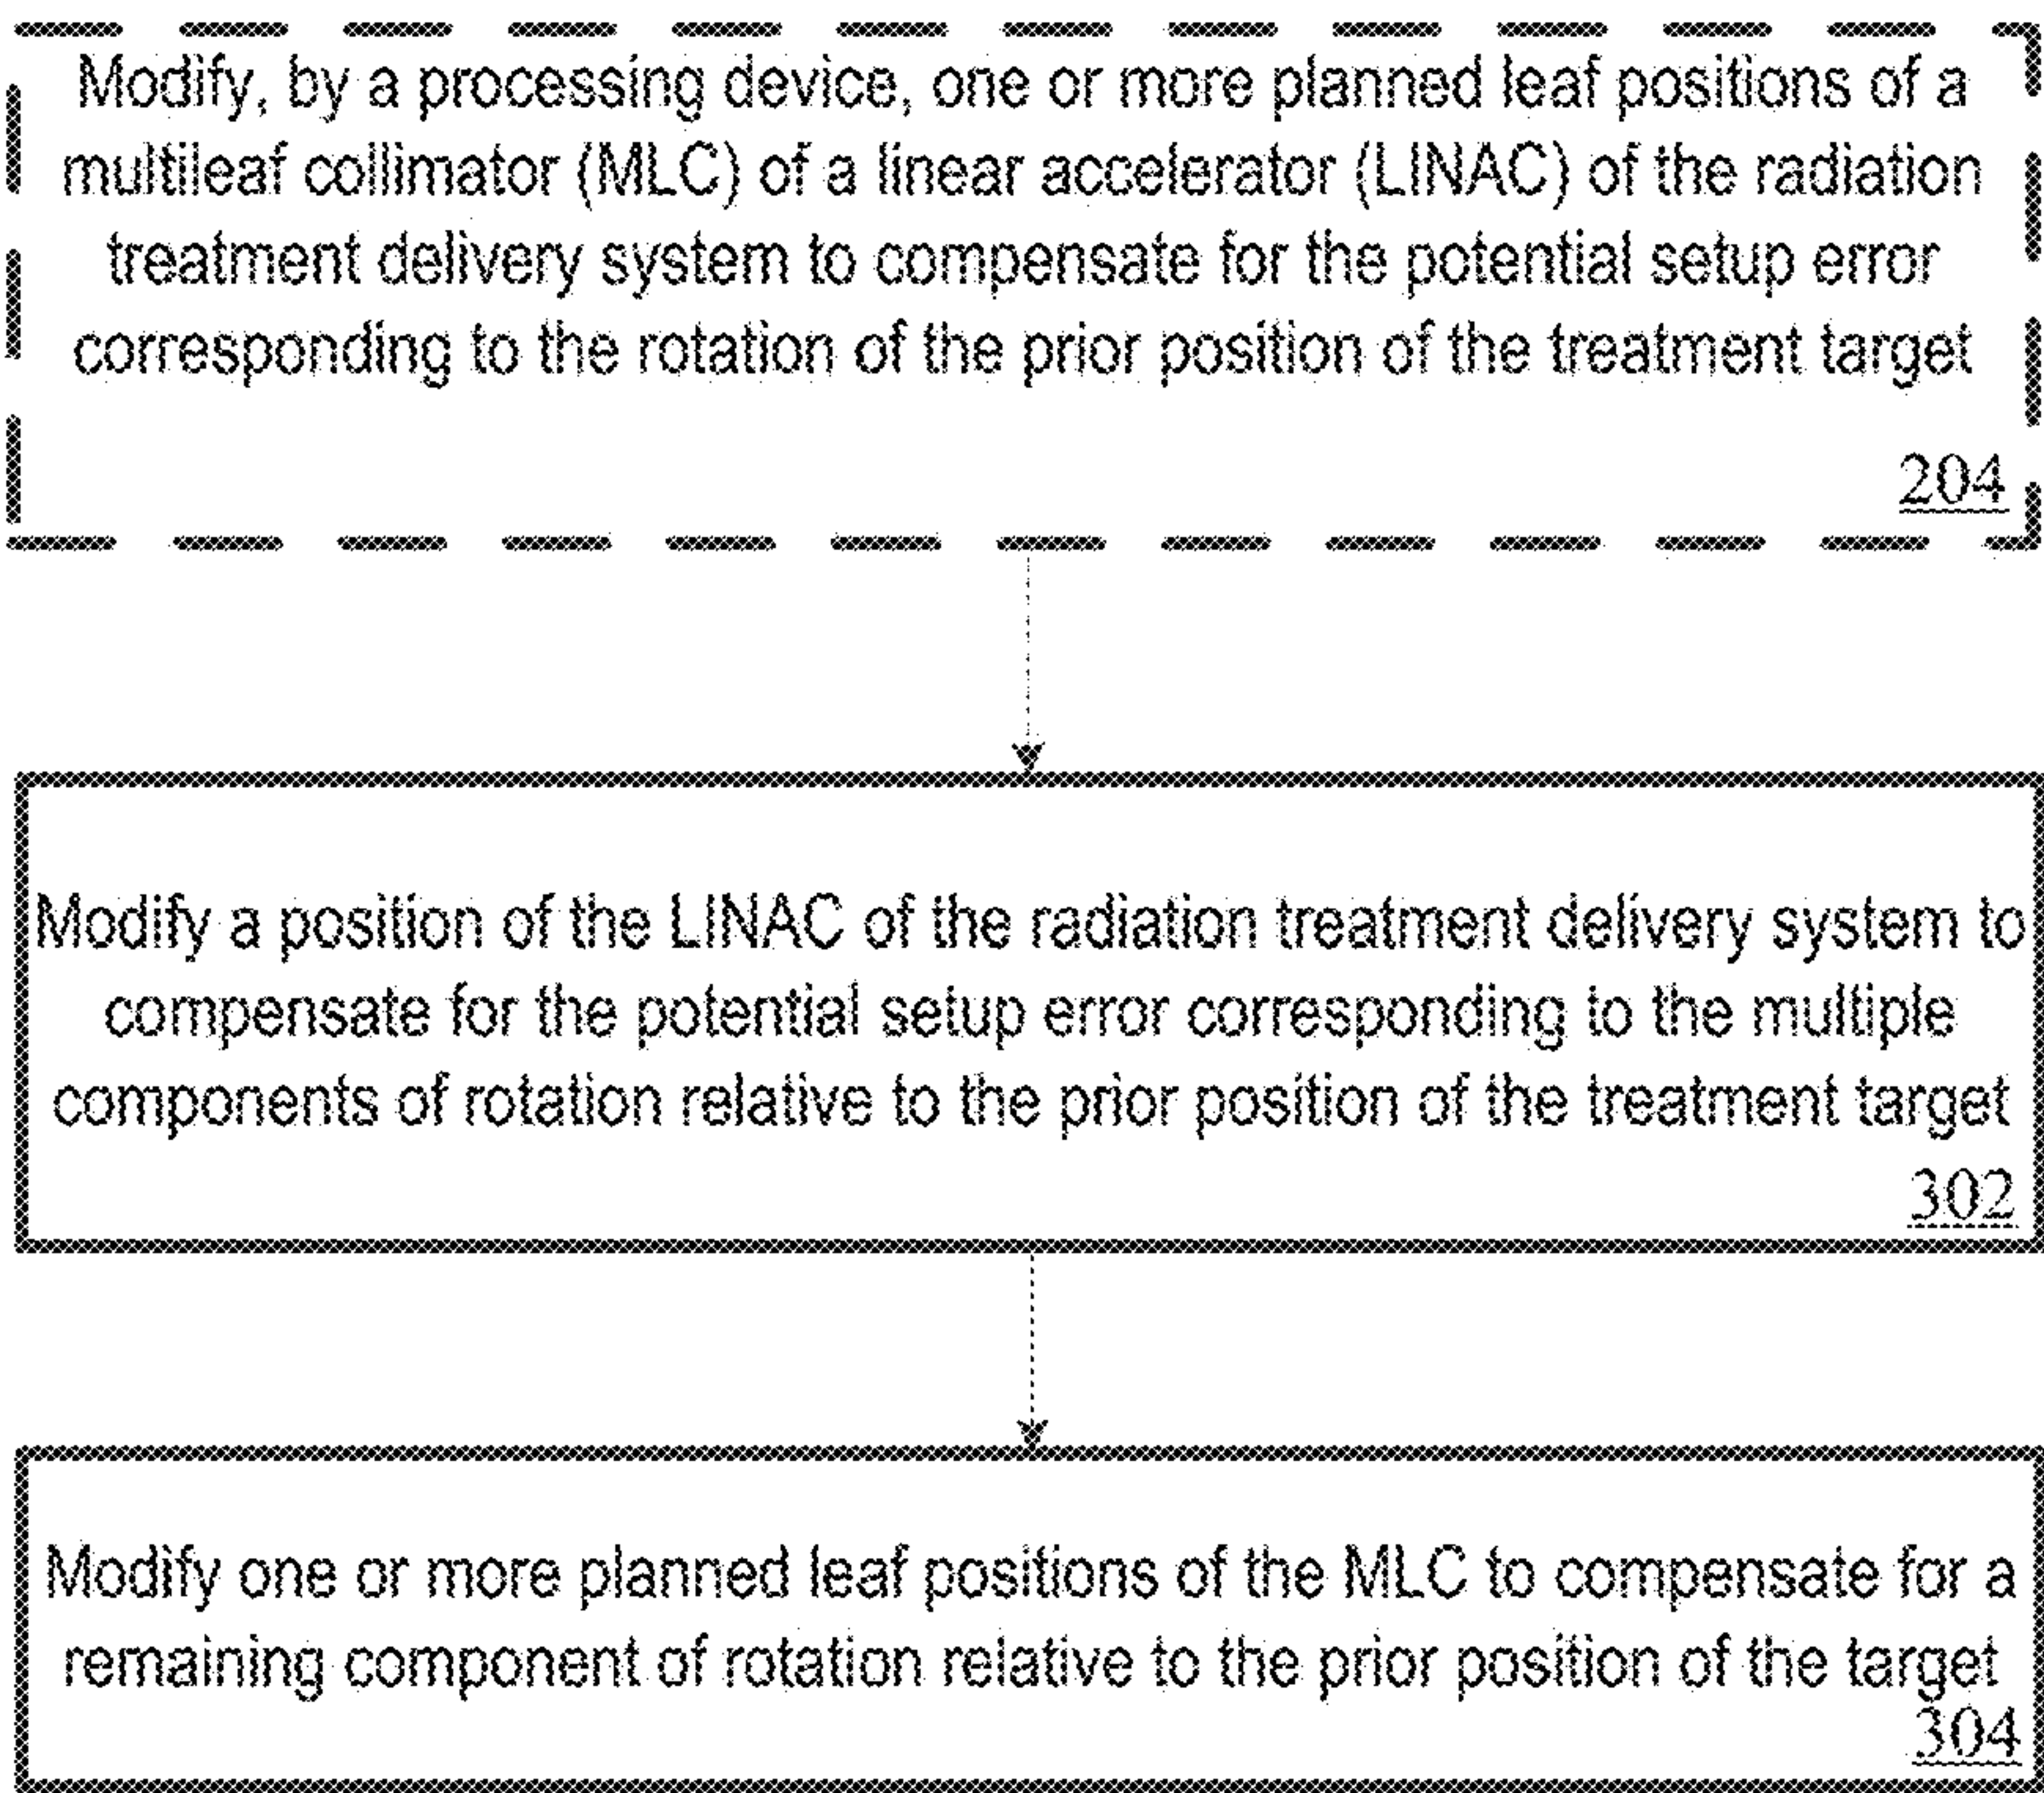 Modify, by a processing device, one or more planned leaf positions of a
multileaf collimator (MLC) of a linear accelerator (LINAC) of the radiation
treatment delivery system to compensate for the potential setup error
corresponding to the rotation of the prior position of the treatment target
204
Modify a position of the LINAC of the radiation treatment delivery system to
compensate for the potential setup error corresponding to the multiple
components of rotation relative to the prior position of the treatment target
302
Modify one or more planned leaf positions of the MLC to compensate for a
remaining component of rotation relative to the prior position of the target
304